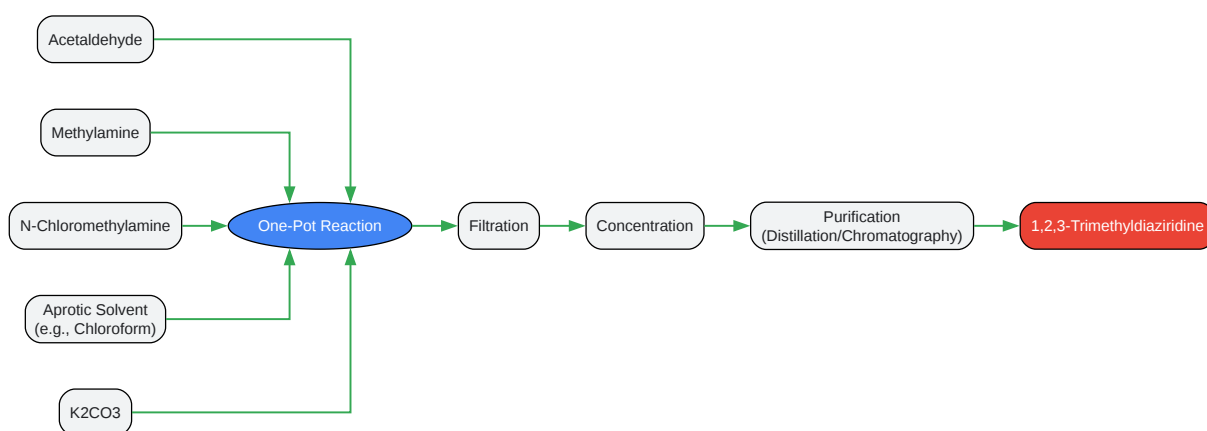 Acetaldehyde
Methylamine
N-Chloromethylamine
One-Pot Reaction
Filtration
Concentration
Purification
(Distillation/Chromatography)
1,2,3-Trimethyldiaziridine
Aprotic Solvent
(e.g., Chloroform)
K2CO3